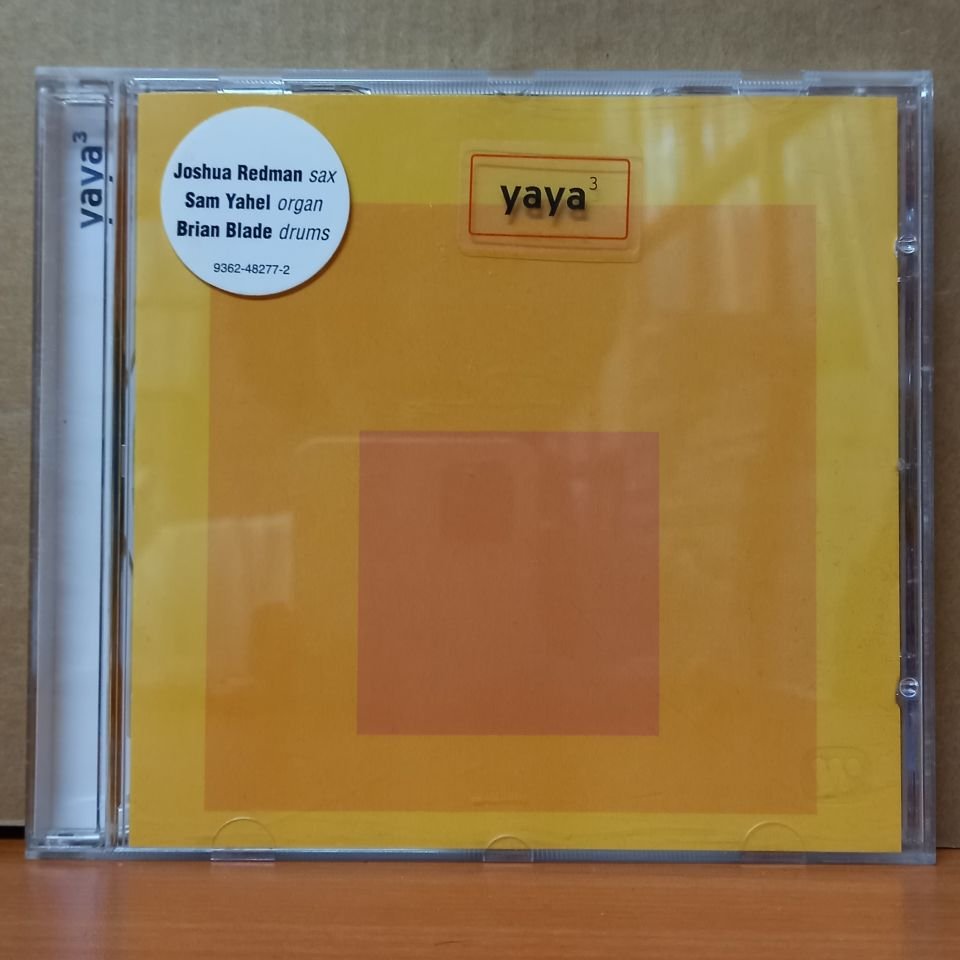 yaya³
Joshua Redman sax
Sam Yahel organ
Brian Blade drums
9362-48277-2
yaya³